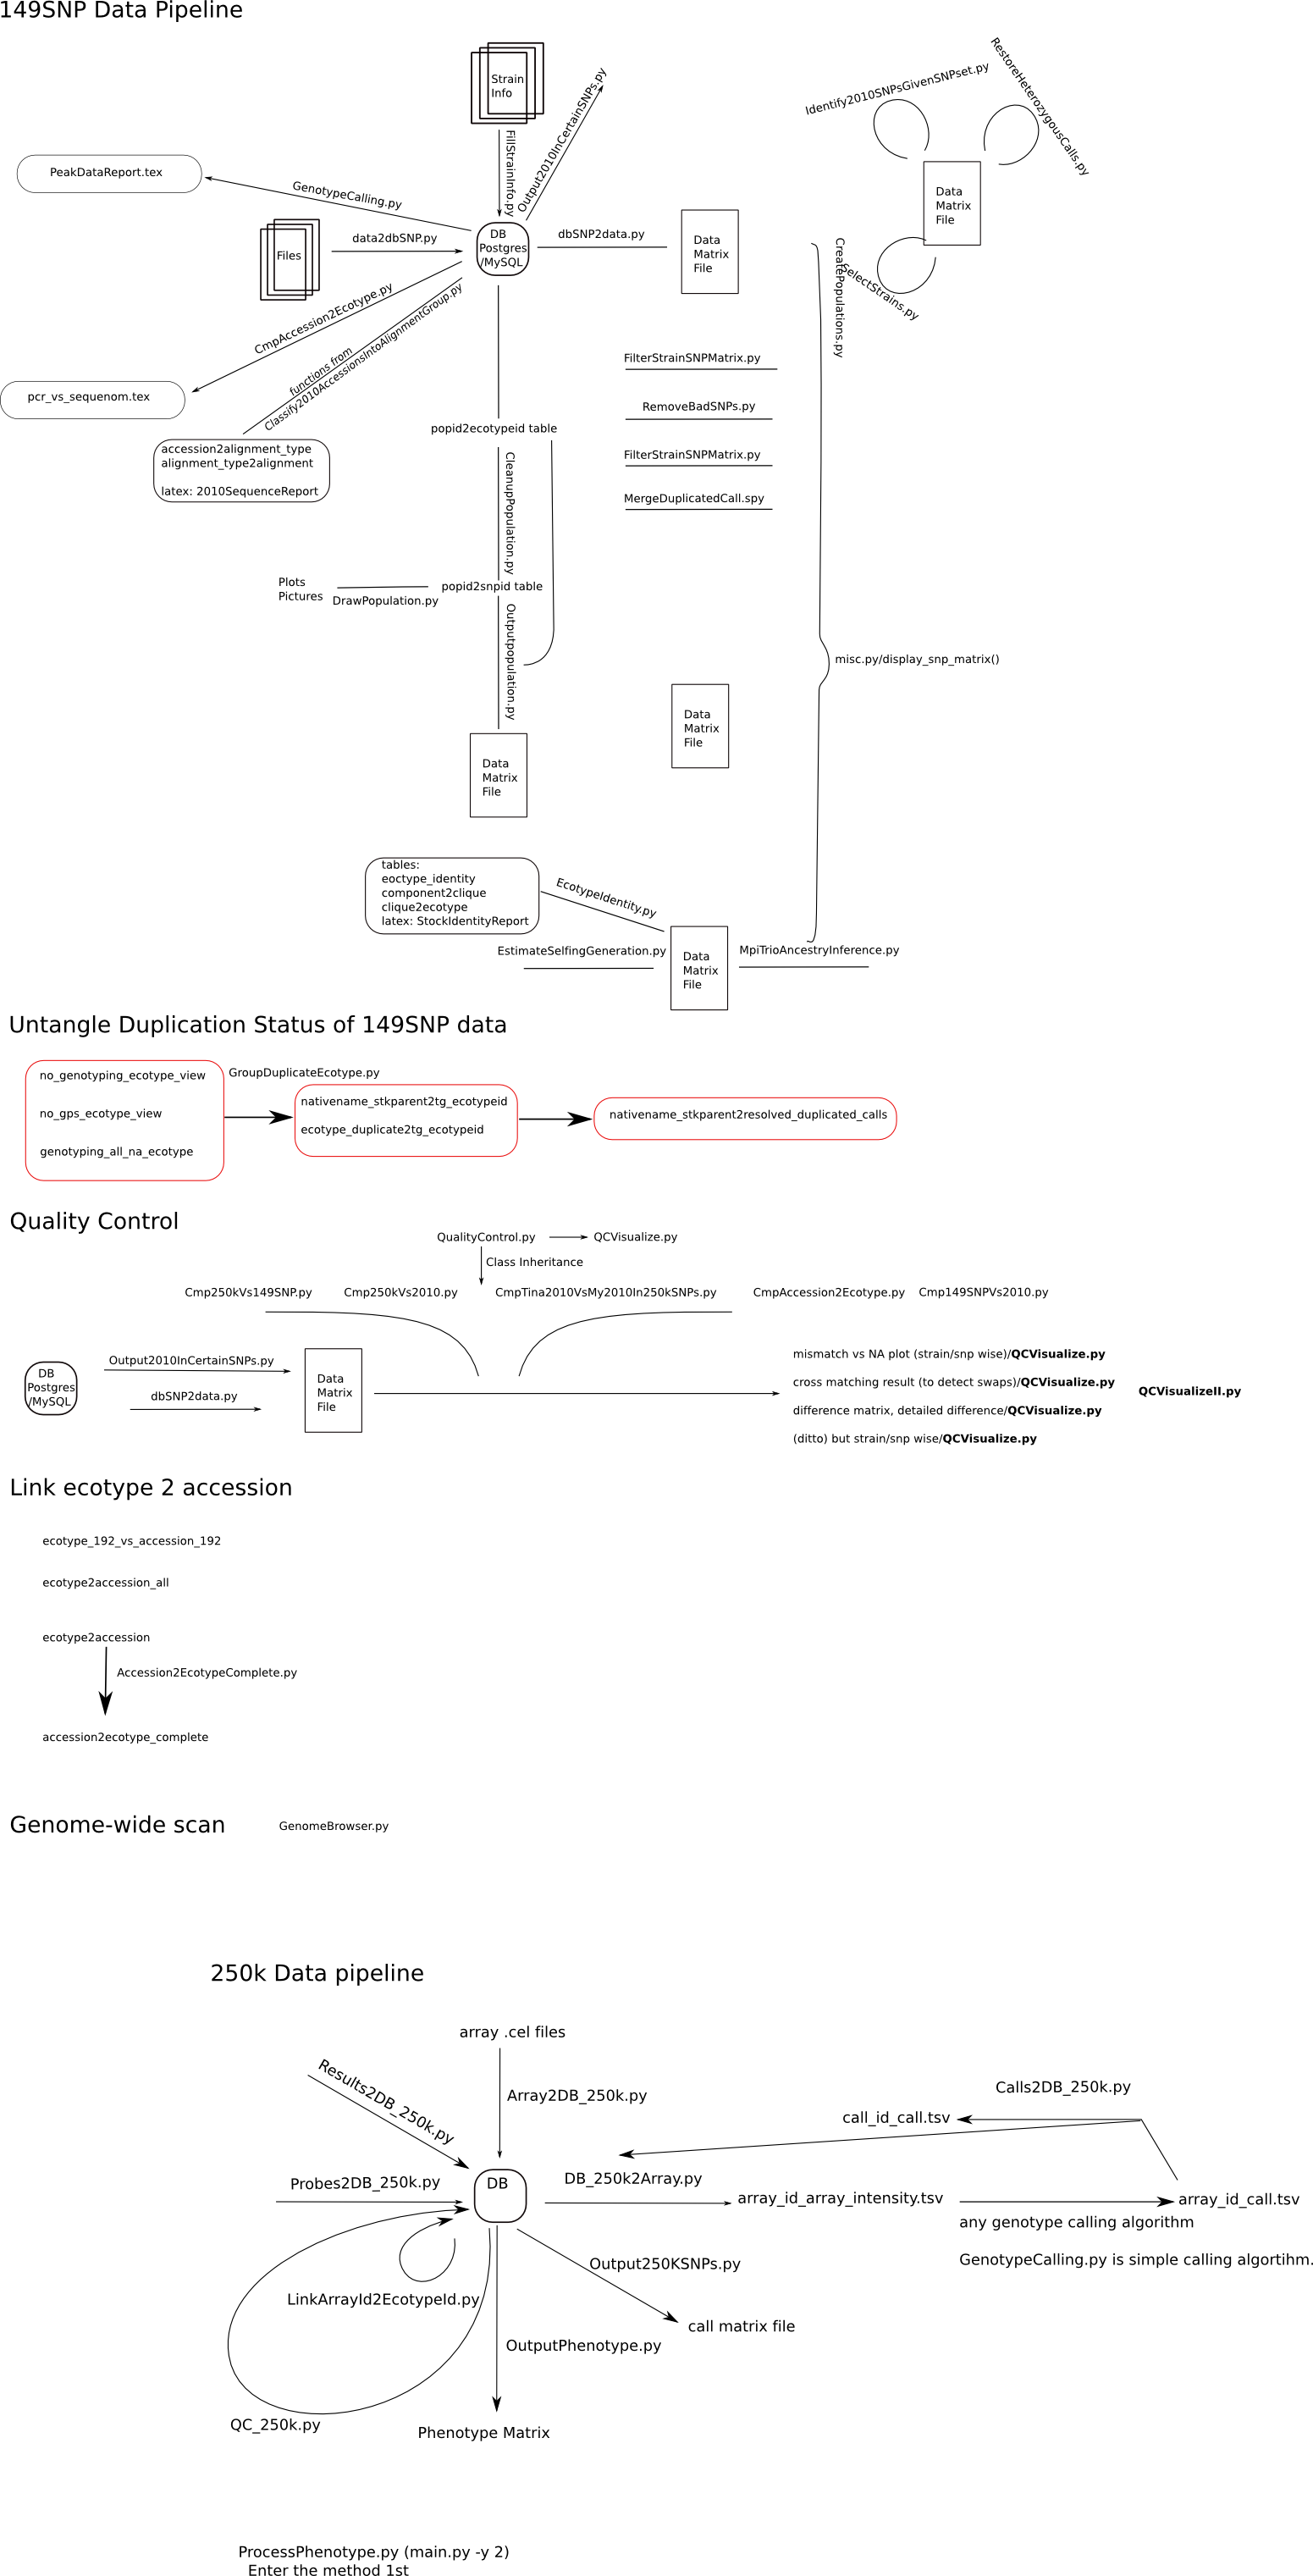 149SNP Data Pipeline
Strain
Info
FillStrainInfo.py
Output2010InCertainSNPs.py
Identify2010SNPsGivenSNPset.py
RestoreHeterozygousCalls.py
Data
Matrix
File
SelectStrains.py
CreatePopulations.py
PeakDataReport.tex
GenotypeCalling.py
Files
data2dbSNP.py
DB
Postgres
/MySQL
dbSNP2data.py
Data
Matrix
File
CmpAccession2Ecotype.py
functions from
Classify2010AccessionsIntoAlignmentGroup.py
pcr_vs_sequenom.tex
accession2alignment_type
alignment_type2alignment
latex: 2010SequenceReport
FilterStrainSNPMatrix.py
RemoveBadSNPs.py
FilterStrainSNPMatrix.py
MergeDuplicatedCall.spy
popid2ecotypeid table
CleanupPopulation.py
Plots
Pictures
DrawPopulation.py
popid2snpid table
Outputpopulation.py
misc.py/display_snp_matrix()
Data
Matrix
File
Data
Matrix
File
tables:
eoctype_identity
component2clique
clique2ecotype
latex: StockIdentityReport
EcotypeIdentity.py
EstimateSelfingGeneration.py
Data
Matrix
File
MpiTrioAncestryInference.py
Untangle Duplication Status of 149SNP data
no_genotyping_ecotype_view
no_gps_ecotype_view
genotyping_all_na_ecotype
GroupDuplicateEcotype.py
nativename_stkparent2tg_ecotypeid
ecotype_duplicate2tg_ecotypeid
nativename_stkparent2resolved_duplicated_calls
Quality Control
QualityControl.py
QCVisualize.py
Class Inheritance
Cmp250kVs149SNP.py
Cmp250kVs2010.py
CmpTina2010VsMy2010In250kSNPs.py
CmpAccession2Ecotype.py
Cmp149SNPVs2010.py
DB
Postgres
/MySQL
Output2010InCertainSNPs.py
dbSNP2data.py
Data
Matrix
File
mismatch vs NA plot (strain/snp wise)/QCVisualize.py
cross matching result (to detect swaps)/QCVisualize.py
difference matrix, detailed difference/QCVisualize.py
(ditto) but strain/snp wise/QCVisualize.py
QCVisualizeII.py
Link ecotype 2 accession
ecotype_192_vs_accession_192
ecotype2accession_all
ecotype2accession
Accession2EcotypeComplete.py
accession2ecotype_complete
Genome-wide scan
GenomeBrowser.py
250k Data pipeline
array .cel files
Results2DB_250k.py
Array2DB_250k.py
Calls2DB_250k.py
call_id_call.tsv
Probes2DB_250k.py
DB
DB_250k2Array.py
array_id_array_intensity.tsv
array_id_call.tsv
any genotype calling algorithm
GenotypeCalling.py is simple calling algortihm.
Output250KSNPs.py
LinkArrayId2EcotypeId.py
call matrix file
OutputPhenotype.py
QC_250k.py
Phenotype Matrix
ProcessPhenotype.py (main.py -y 2)
Enter the method 1st